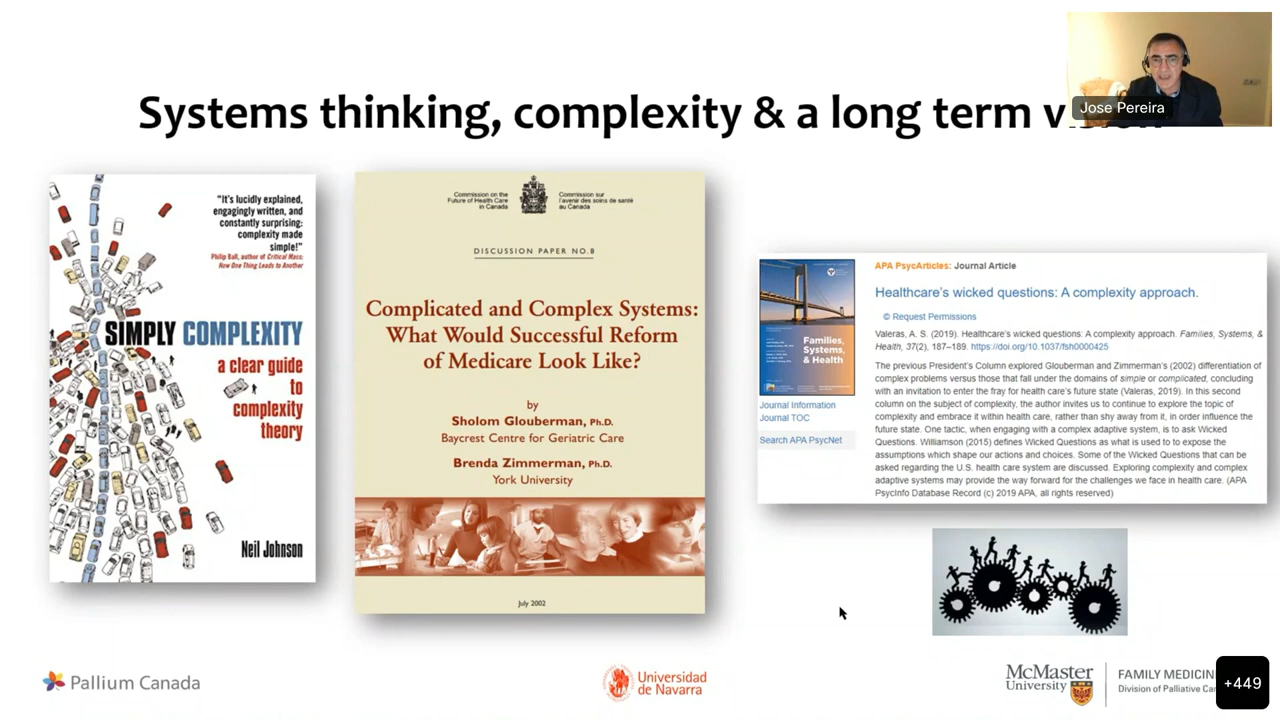 Jose Pereira
Systems thinking, complexity & a long term
"It's lucidly explained,
engagingly written, and
constantly surprising:
complexity made
simple!"
Philip Ball, author of Critical Mass:
How One Thing Leads to Another
SIMPLY COMPLEXITY
a clear guide
to
complexity
theory
Neil Johnson
Commission on the
Future of Health Care
in Canada
Commission sur
l'avenir des soins de santé
au Canada
DISCUSSION PAPER NO.8
Complicated and Complex Systems:
What Would Successful Reform
of Medicare Look Like?
by
Sholom Glouberman, Ph.D.
Baycrest Centre for Geriatric Care
Brenda Zimmerman, Ph.D.
York University
July 2002
Families,
Systems,
& Health
Journal Information
Journal TOC
Search APA PsycNet
APA PsycArticles: Journal Article
Healthcare's wicked questions: A complexity approach.
© Request Permissions
Valeras, A. S. (2019). Healthcare's wicked questions: A complexity approach. Families, Systems, &
Health, 37(2), 187–189. https://doi.org/10.1037/fsh0000425
The previous President's Column explored Glouberman and Zimmerman's (2002) differentiation of
complex problems versus those that fall under the domains of simple or complicated, concluding
with an invitation to enter the fray for health care's future state (Valeras, 2019). In this second
column on the subject of complexity, the author invites us to continue to explore the topic of
complexity and embrace it within health care, rather than shy away from it, in order influence the
future state. One tactic, when engaging with a complex adaptive system, is to ask Wicked
Questions. Williamson (2015) defines Wicked Questions as what is used to to expose the
assumptions which shape our actions and choices. Some of the Wicked Questions that can be
asked regarding the U.S. health care system are discussed. Exploring complexity and complex
adaptive systems may provide the way forward for the challenges we face in health care. (APA
PsycInfo Database Record (c) 2019 APA, all rights reserved)
Pallium Canada
Universidad
de Navarra
McMaster
University
FAMILY MEDICIN
Division of Palliative Car
+449